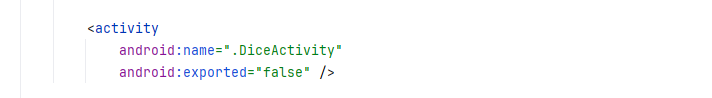 <activity
android:name=".DiceActivity"
android:exported="false" />